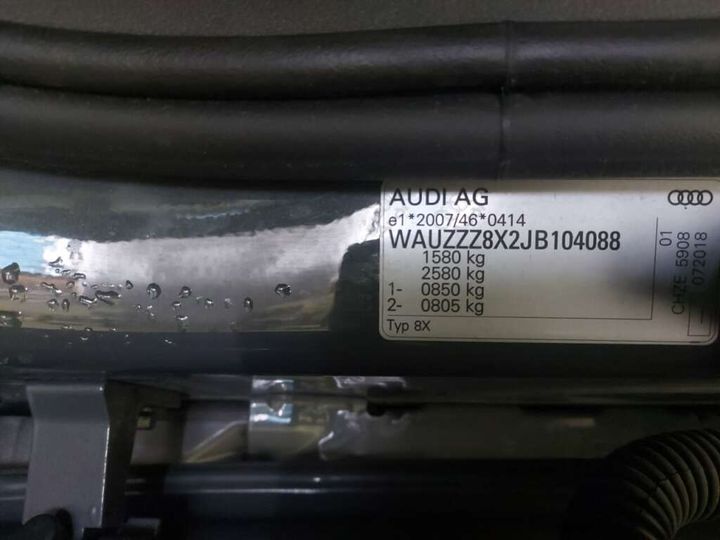 AUDI AG
e1*2007/46*0414
WAUZZZ8X2JB104088
1580 kg
2580 kg
1- 0850 kg
2- 0805 kg
Typ 8X
01
CHZE 5908
072018